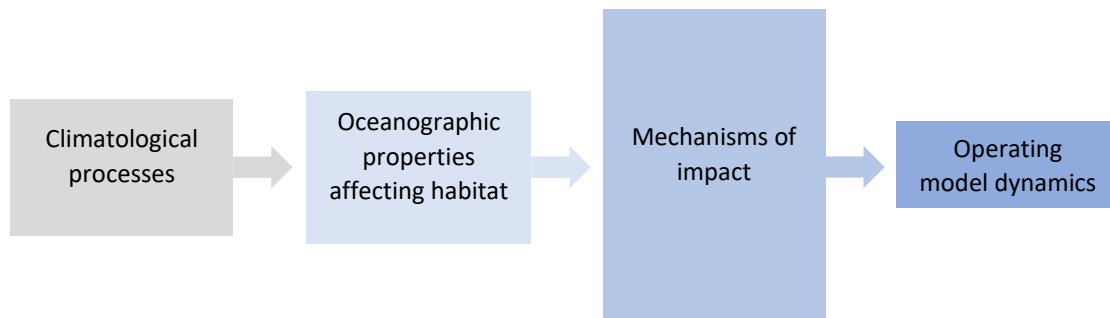 Climatological
processes
Oceanographic
properties
affecting habitat
Mechanisms of
impact
Operating
model dynamics